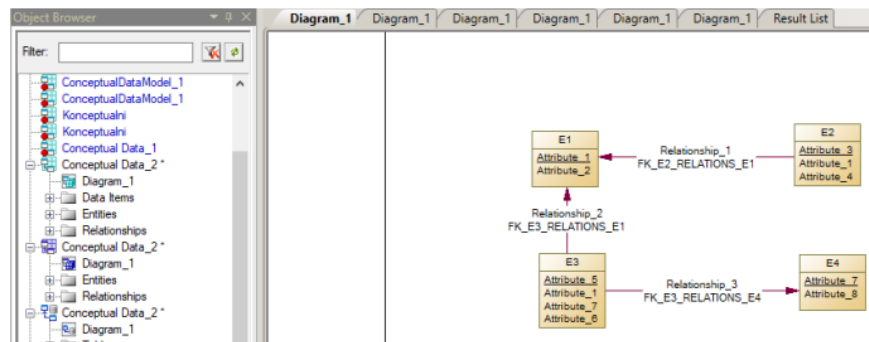 Object Browser
Filter:
ConceptualDataModel_1
ConceptualDataModel_1
Konceptualni
Konceptualni
Conceptual Data_1
Conceptual Data_2 *
Diagram_1
Data Items
Entities
Relationships
Conceptual Data_2 *
Diagram_1
Entities
Relationships
Conceptual Data_2 *
Diagram_1
Diagram_1 Diagram_1 Diagram_1 Diagram_1 Diagram_1 Diagram_1 Result List
E1
Attribute_1
Attribute_2
Relationship_1
FK_E2_RELATIONS_E1
E2
Attribute_3
Attribute_1
Attribute_4
Relationship_2
FK_E3_RELATIONS_E1
E3
Attribute_5
Attribute_1
Attribute_7
Attribute_6
Relationship_3
FK_E3_RELATIONS_E4
E4
Attribute_7
Attribute_8